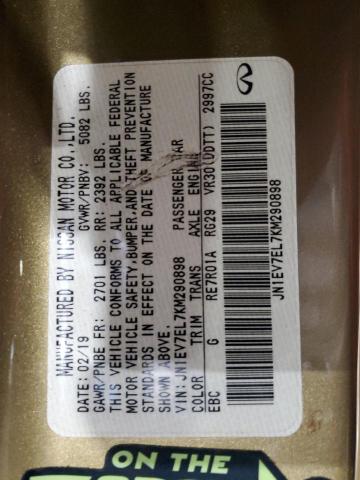 MANUFACTURED BY NISSAN MOTOR CO.,LTD.
DATE: 02/19 GVWR/PNBV: 5082 LBS.
GAWR/PNBE FR: 2701 LBS. RR: 2392 LBS.
THIS VEHICLE CONFORMS TO ALL APPLICABLE FEDERAL
MOTOR VEHICLE SAFETY,BUMPER,AND THEFT PREVENTION
STANDARDS IN EFFECT ON THE DATE OF MANUFACTURE
SHOWN ABOVE.
VIN: JN1EV7EL7KM290898 PASSENGER CAR
COLOR TRIM TRANS AXLE ENGINE
EBC G RE7R01A RG29 VR30(DDTT) 2997CC
JN1EV7EL7KM290898
ON THE